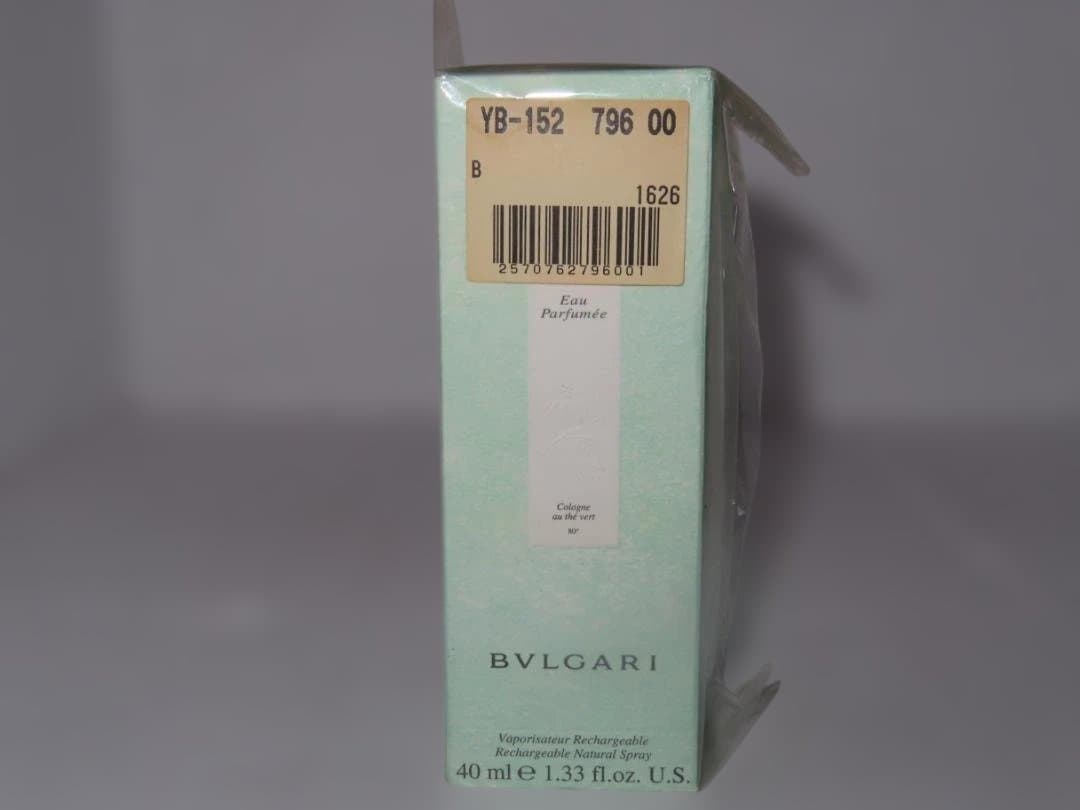 YB-152 796 00
B
1626
2570762796001
Eau
Parfumée
Cologne
au thé vert
80°
BVLGARI
Vaporisateur Rechargeable
Rechargeable Natural Spray
40 ml ℮ 1.33 fl.oz. U.S.